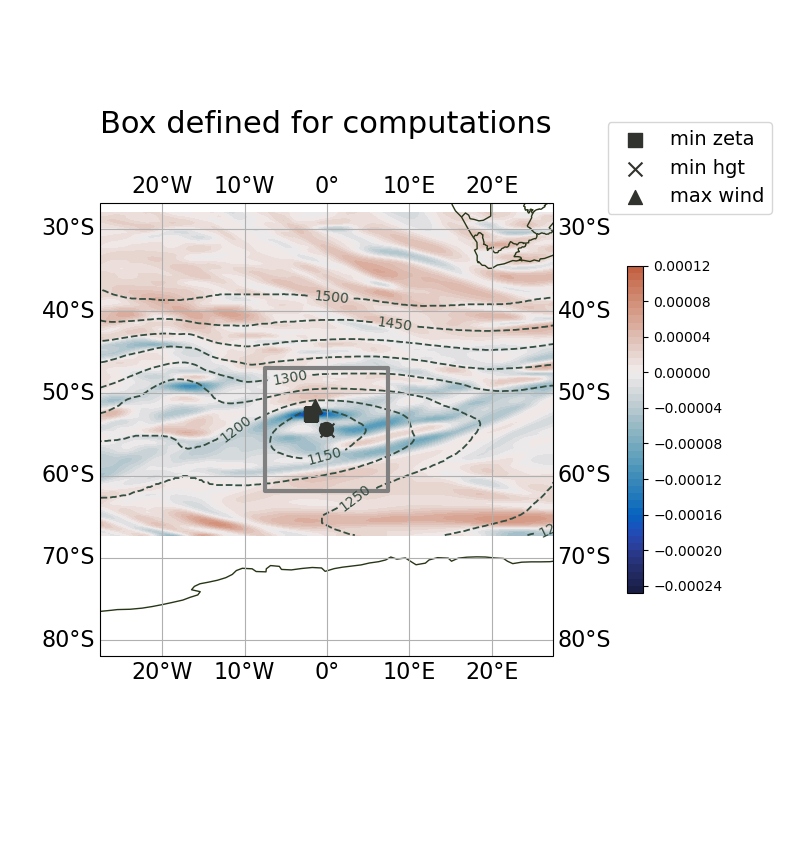 Box defined for computations
min zeta
min hgt
max wind
20°W 10°W 0° 10°E 20°E
30°S 30°S
40°S 40°S
50°S 50°S
60°S 60°S
70°S 70°S
80°S 80°S
20°W 10°W 0° 10°E 20°E
1500
1450
1300
1200
1150
1250
12
0.00012
0.00008
0.00004
0.00000
−0.00004
−0.00008
−0.00012
−0.00016
−0.00020
−0.00024